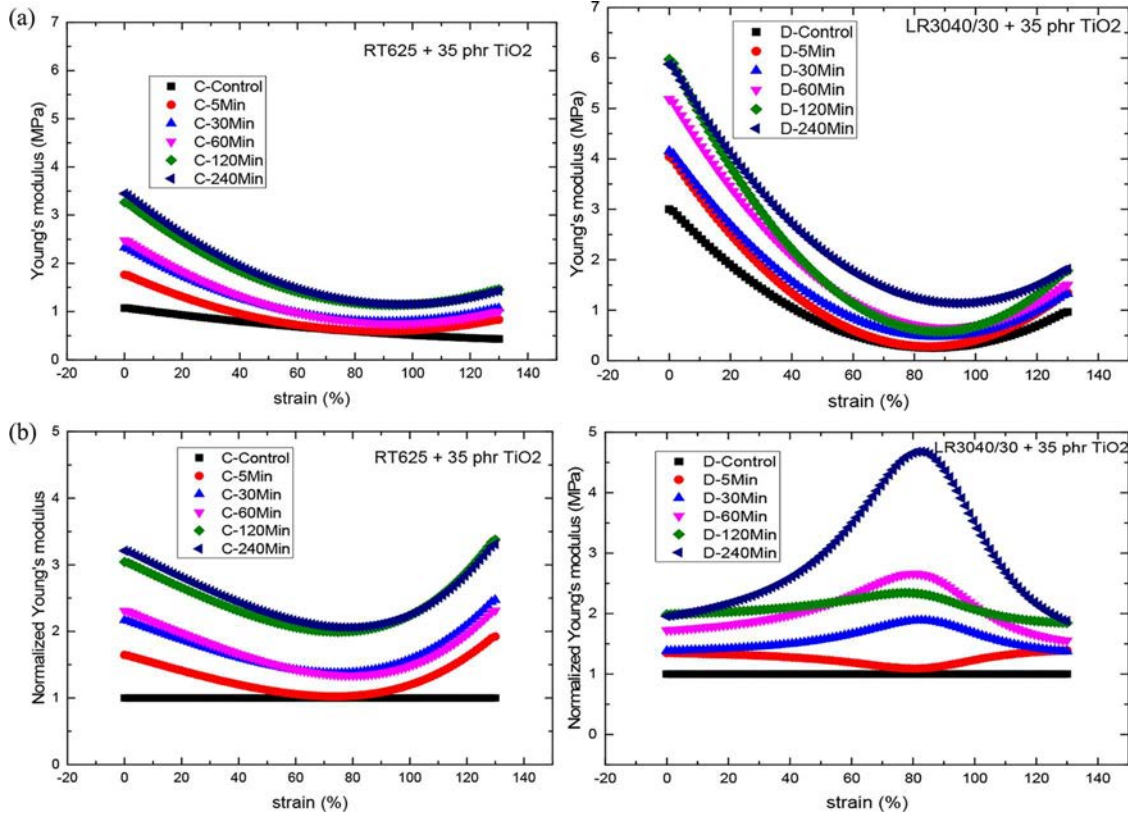 (a)
RT625 + 35 phr TiO2
C-Control
C-5Min
C-30Min
C-60Min
C-120Min
C-240Min
Young's modulus (MPa)
7
6
5
4
3
2
1
0
-20 0 20 40 60 80 100 120 140
strain (%)
LR3040/30 + 35 phr TiO2
D-Control
D-5Min
D-30Min
D-60Min
D-120Min
D-240Min
Young's modulus (MPa)
7
6
5
4
3
2
1
0
-20 0 20 40 60 80 100 120 140
strain (%)
(b)
RT625 + 35 phr TiO2
C-Control
C-5Min
C-30Min
C-60Min
C-120Min
C-240Min
Normalized Young's modulus
5
4
3
2
1
0
-20 0 20 40 60 80 100 120 140
strain (%)
LR3040/30 + 35 phr TiO2
D-Control
D-5Min
D-30Min
D-60Min
D-120Min
D-240Min
Normalized Young's modulus (MPa)
5
4
3
2
1
0
-20 0 20 40 60 80 100 120 140
strain (%)